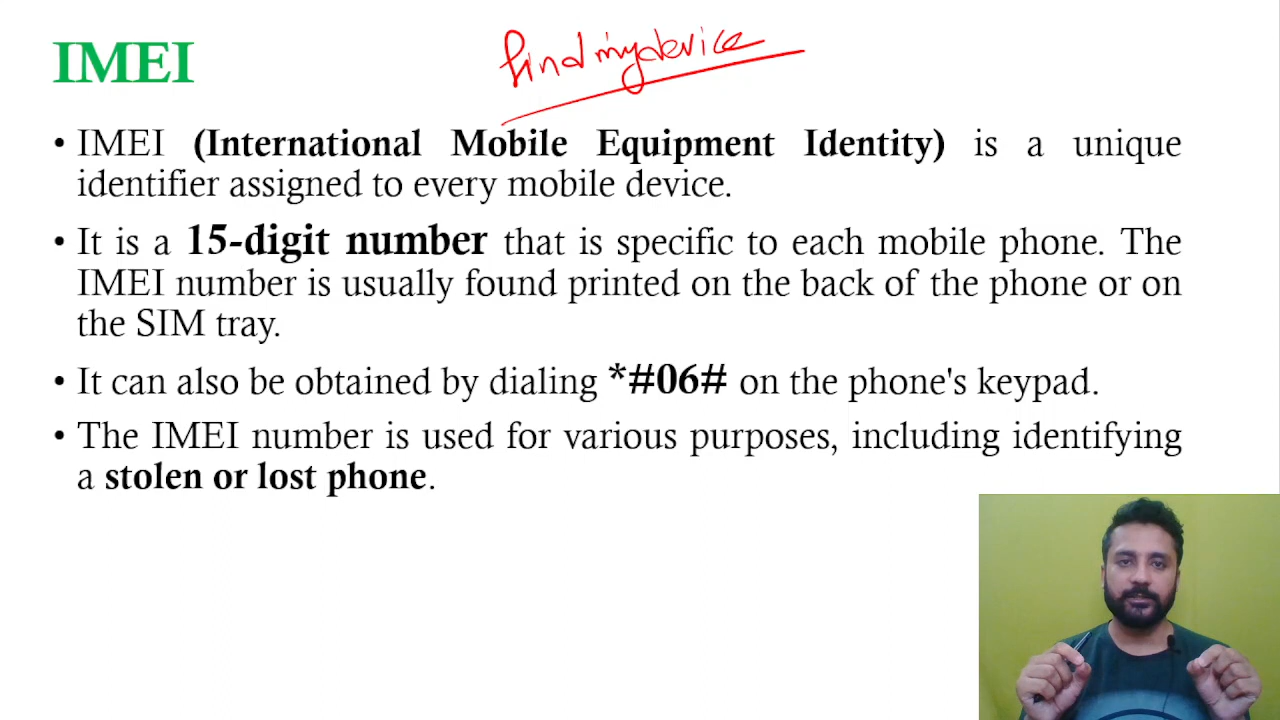 IMEI
find my device
• IMEI (International Mobile Equipment Identity) is a unique
identifier assigned to every mobile device.
• It is a 15-digit number that is specific to each mobile phone. The
IMEI number is usually found printed on the back of the phone or on
the SIM tray.
• It can also be obtained by dialing *#06# on the phone's keypad.
• The IMEI number is used for various purposes, including identifying
a stolen or lost phone.